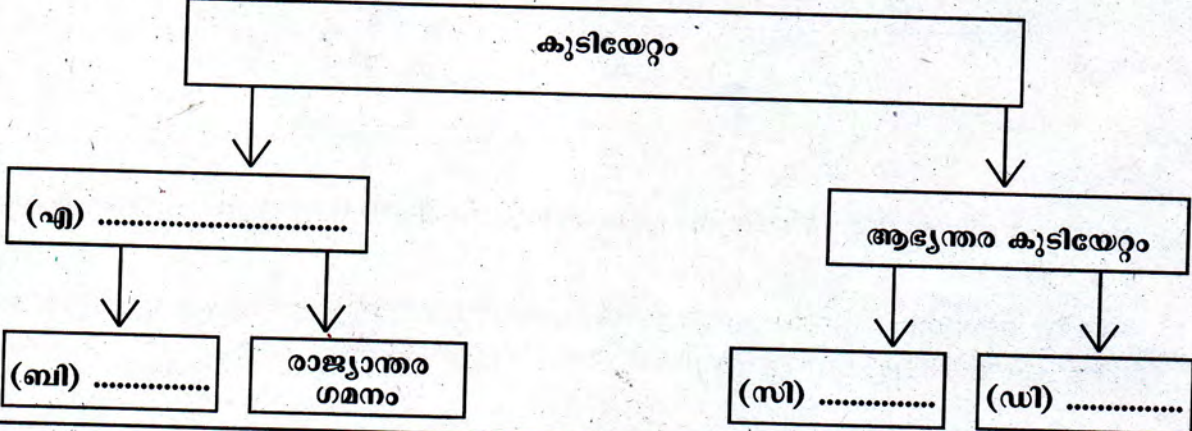 കുടിയേറ്റം
(എ) ................................
ആഭ്യന്തര കുടിയേറ്റം
(ബി) ...............
രാജ്യാന്തര
ഗമനം
(സി) ...............
(ഡി) ...............